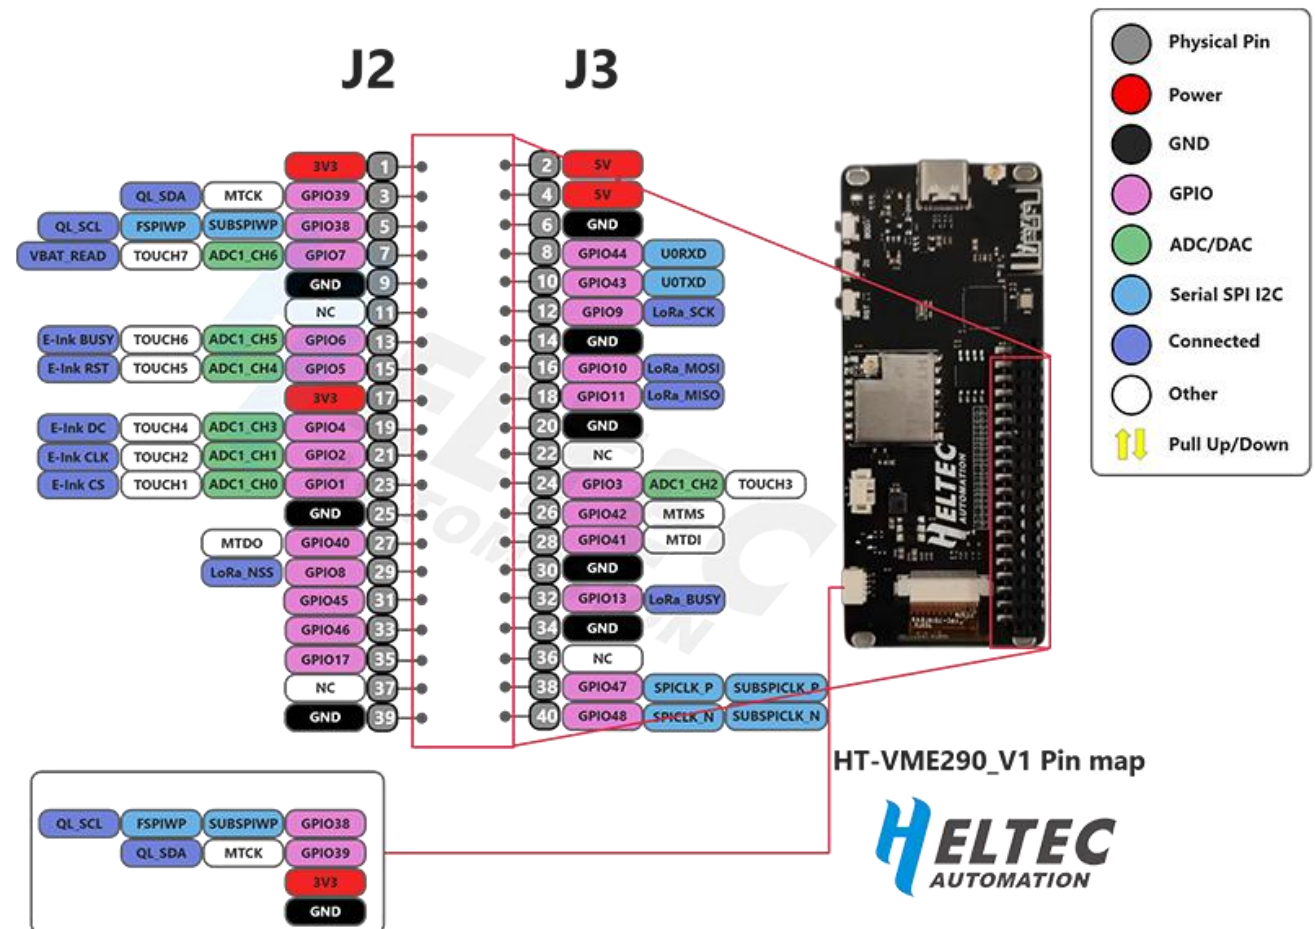 J2 J3
3V3 1 2 5V
QL_SDA MTCK GPIO39 3 4 5V
QL_SCL FSPIWP SUBSPIWP GPIO38 5 6 GND
VBAT_READ TOUCH7 ADC1_CH6 GPIO7 7 8 GPIO44 U0RXD
GND 9 10 GPIO43 U0TXD
NC 11 12 GPIO9 LoRa_SCK
E-Ink BUSY TOUCH6 ADC1_CH5 GPIO6 13 14 GND
E-Ink RST TOUCH5 ADC1_CH4 GPIO5 15 16 GPIO10 LoRa_MOSI
3V3 17 18 GPIO11 LoRa_MISO
E-Ink DC TOUCH4 ADC1_CH3 GPIO4 19 20 GND
E-Ink CLK TOUCH2 ADC1_CH1 GPIO2 21 22 NC
E-Ink CS TOUCH1 ADC1_CH0 GPIO1 23 24 GPIO3 ADC1_CH2 TOUCH3
GND 25 26 GPIO42 MTMS
MTDO GPIO40 27 28 GPIO41 MTDI
LoRa_NSS GPIO8 29 30 GND
GPIO45 31 32 GPIO13 LoRa_BUSY
GPIO46 33 34 GND
GPIO17 35 36 NC
NC 37 38 GPIO47 SPICLK_P SUBSPICLK_P
GND 39 40 GPIO48 SPICLK_N SUBSPICLK_N
QL_SCL FSPIWP SUBSPIWP GPIO38
QL_SDA MTCK GPIO39
3V3
GND
HELTEC
AUTOMATION
Physical Pin
Power
GND
GPIO
ADC/DAC
Serial SPI I2C
Connected
Other
Pull Up/Down
HT-VME290_V1 Pin map
HELTEC
AUTOMATION